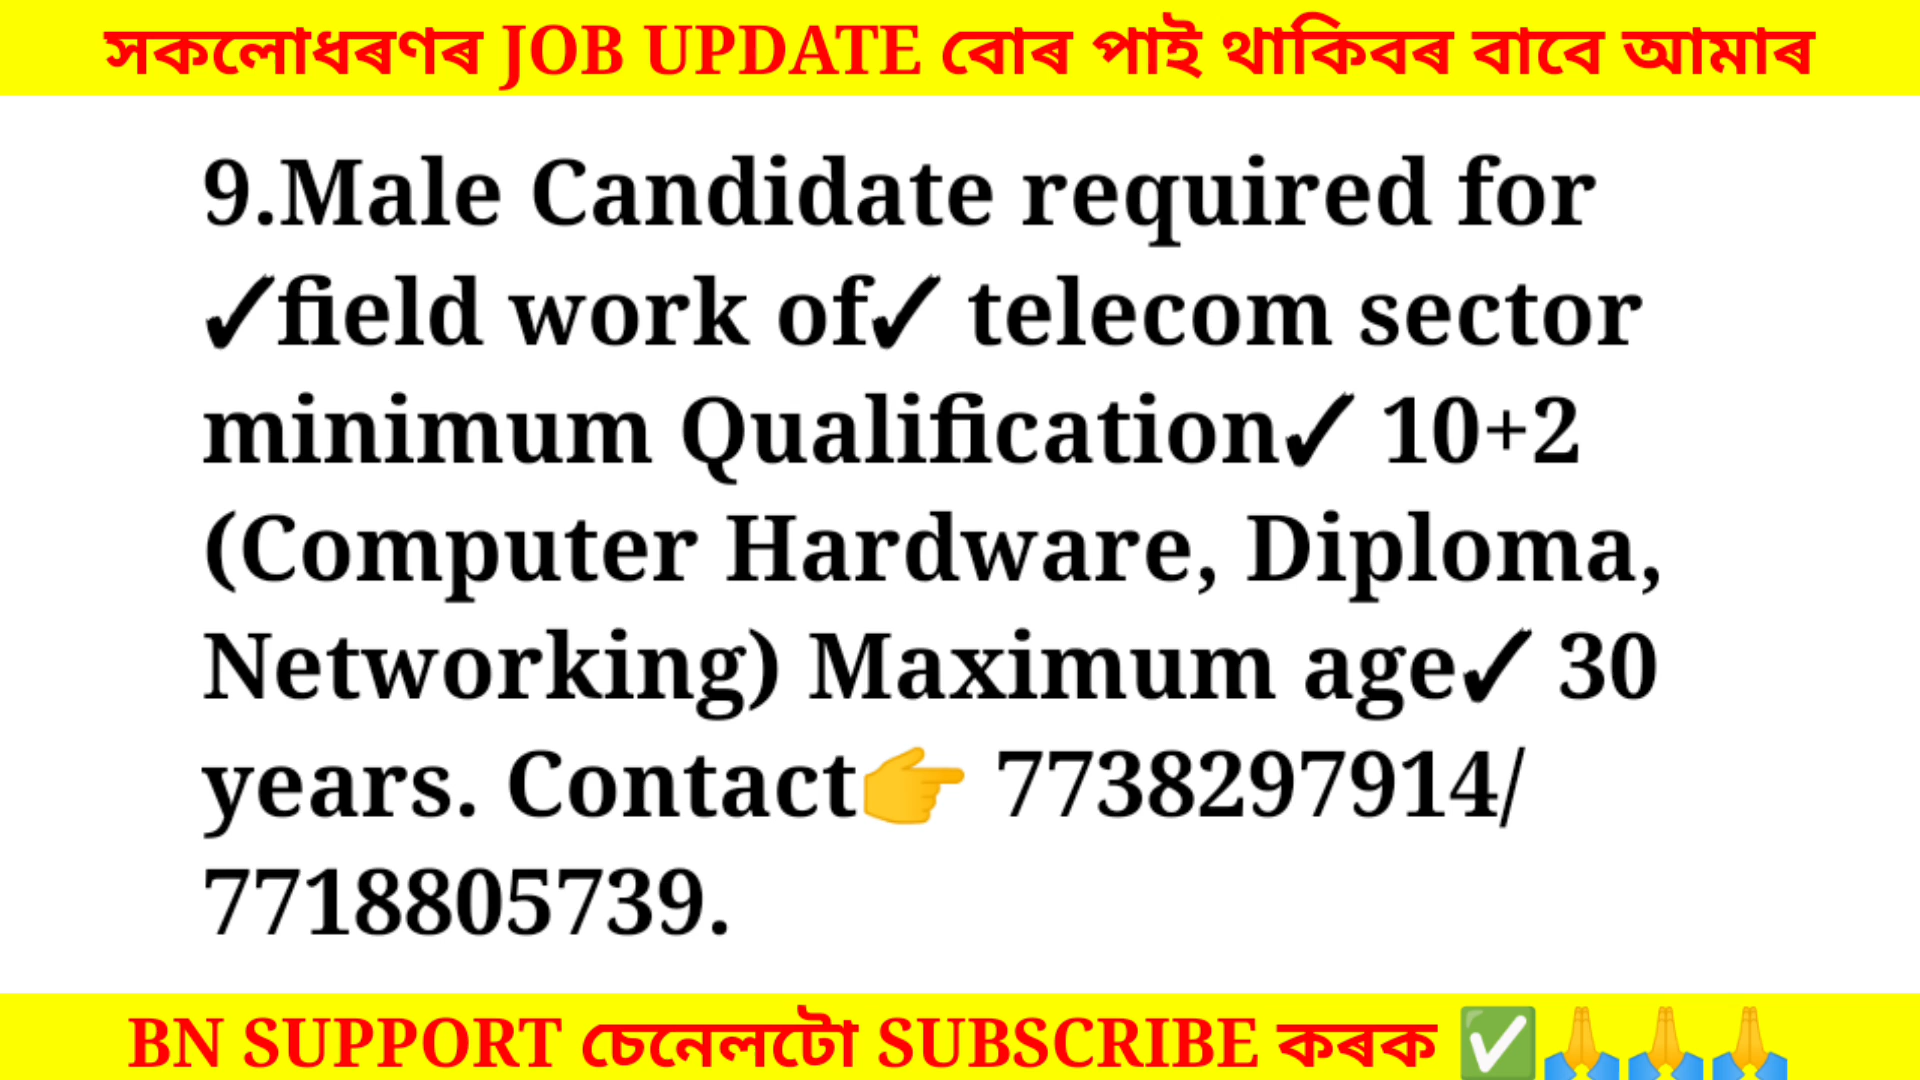 সকলোধৰণৰ JOB UPDATE বোৰ পাই থাকিবৰ বাবে আমাৰ
9.Male Candidate required for
✓field work of✓ telecom sector
minimum Qualification✓ 10+2
(Computer Hardware, Diploma,
Networking) Maximum age✓ 30
years. Contact👉 7738297914/
7718805739.
BN SUPPORT চেনেলটো SUBSCRIBE কৰক ✅🙏🙏🙏